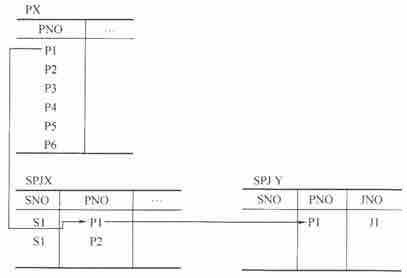 PX
PNO ...
P1
P2
P3
P4
P5
P6
SPJX SPJ Y
SNO PNO ... SNO PNO JNO
S1 P1 P1 J1
S1 P2